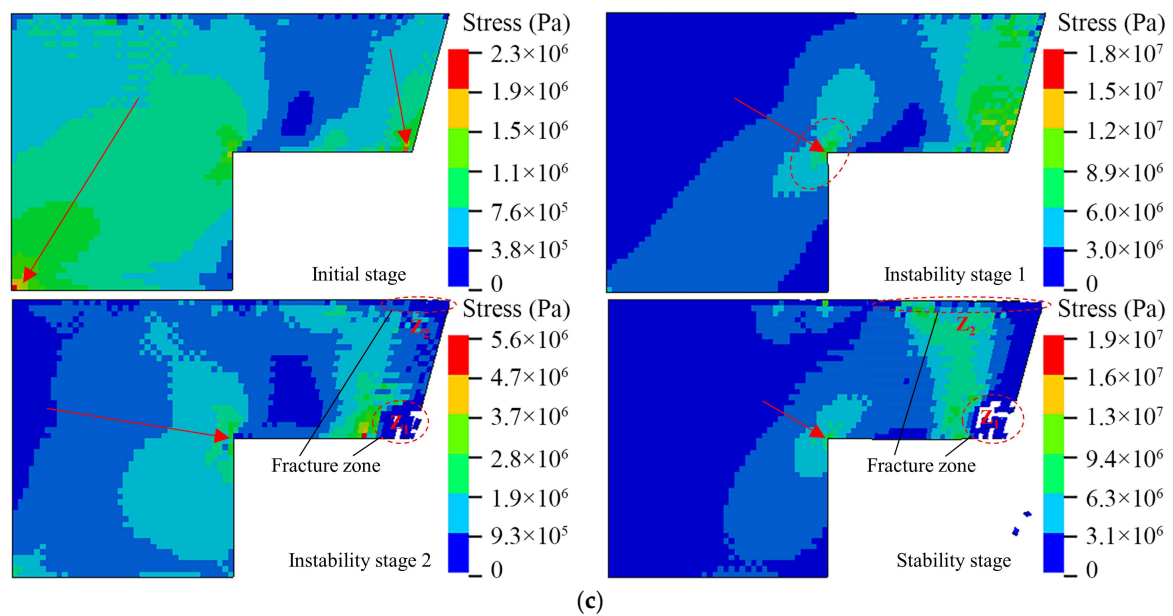 Stress (Pa)
2.3×10⁶
1.9×10⁶
1.5×10⁶
1.1×10⁶
7.6×10⁵
3.8×10⁵
0
Initial stage
Stress (Pa)
1.8×10⁷
1.5×10⁷
1.2×10⁷
8.9×10⁶
6.0×10⁶
3.0×10⁶
0
Instability stage 1
Stress (Pa)
5.6×10⁶
4.7×10⁶
3.7×10⁶
2.8×10⁶
1.9×10⁶
9.3×10⁵
0
Z₂
Z₁
Fracture zone
Instability stage 2
Stress (Pa)
1.9×10⁷
1.6×10⁷
1.3×10⁷
9.4×10⁶
6.3×10⁶
3.1×10⁶
0
Z₂
Z₁
Fracture zone
Stability stage
(c)